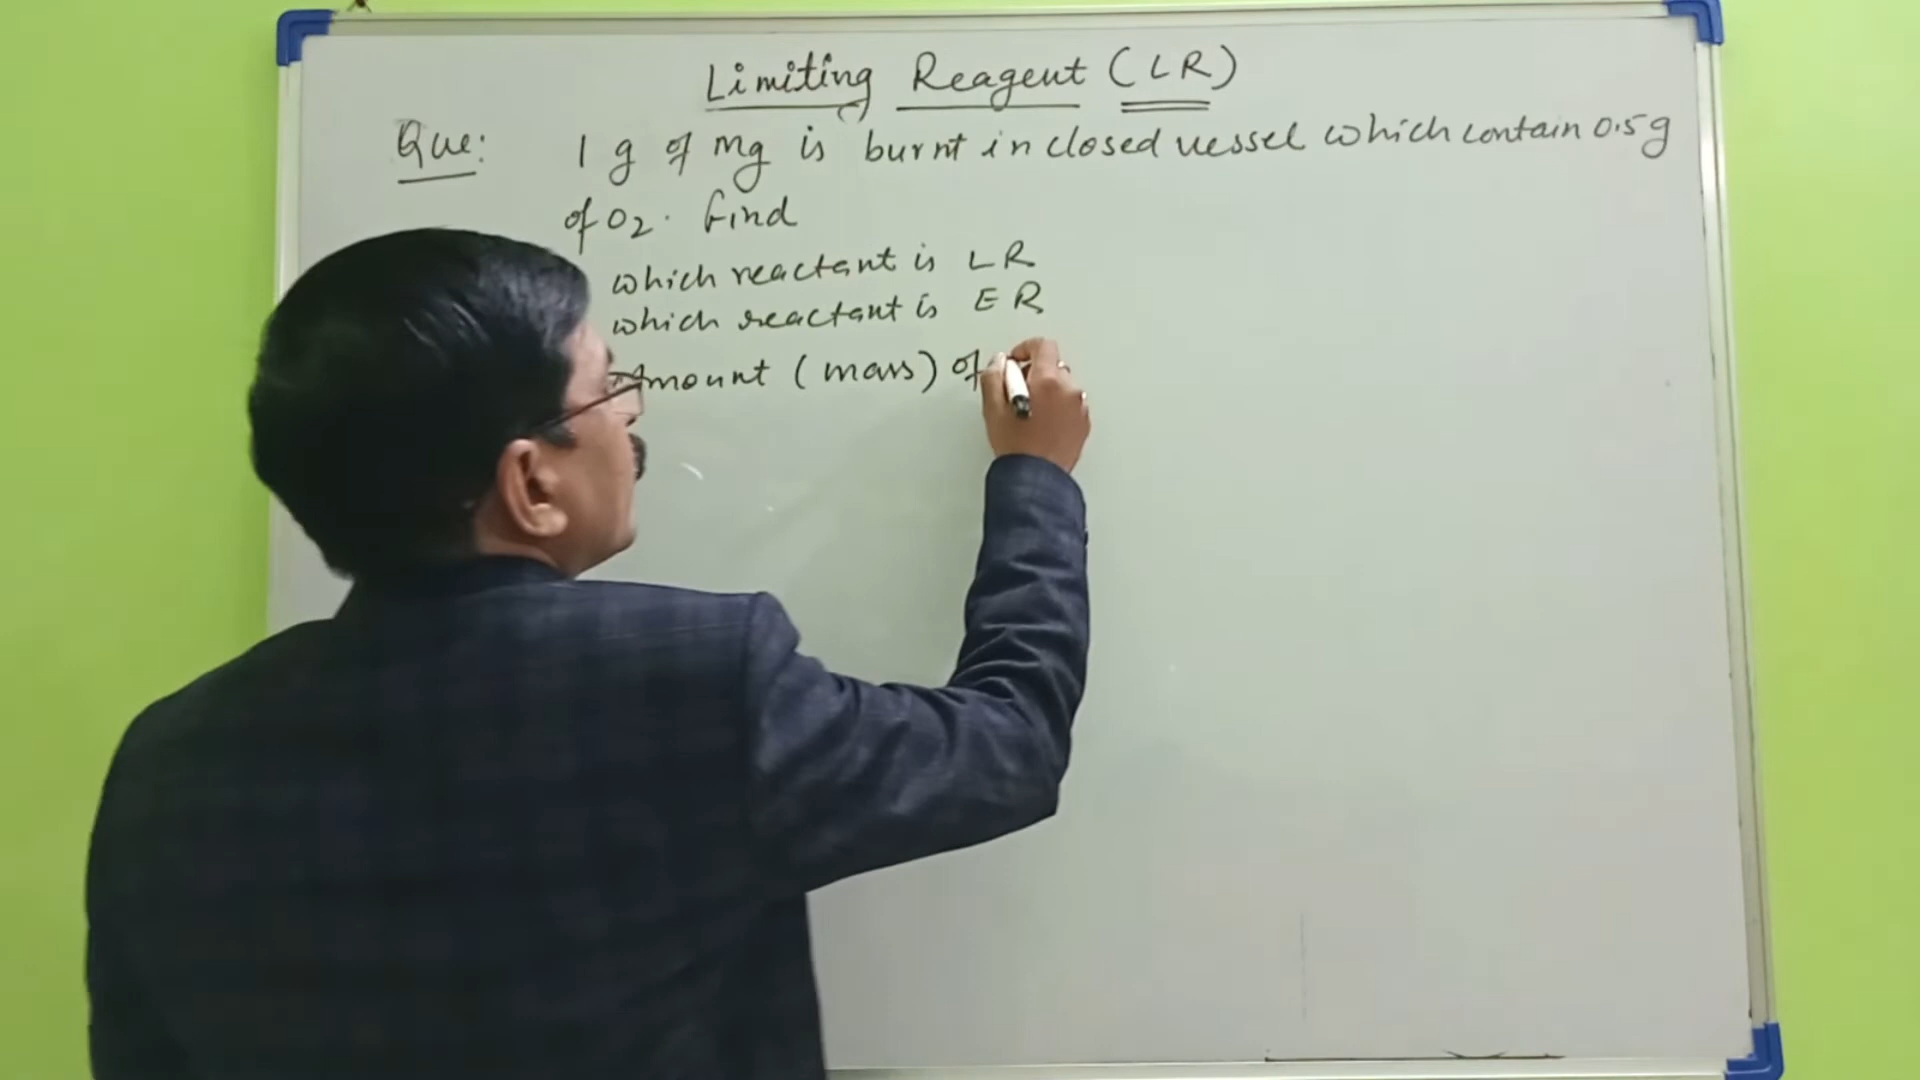 Limiting Reagent (LR)
Que: 1 g of mg is burnt in closed vessel which contain 0.5g
of O2. find
which reactant is LR
which reactant is ER
Amount (mass) of